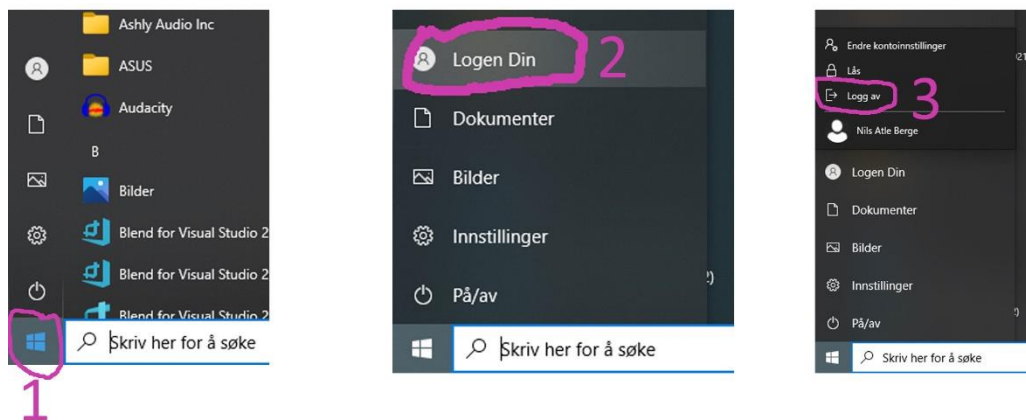 Ashly Audio Inc
ASUS
Audacity
B
Bilder
Blend for Visual Studio 2
Blend for Visual Studio 2
Blend for Visual Studio 2
Skriv her for å søke
1
Logen Din
2
Dokumenter
Bilder
Innstillinger
På/av
Skriv her for å søke
Endre kontoinnstillinger
Lås
Logg av
3
Nils Atle Berge
Logen Din
Dokumenter
Bilder
Innstillinger
På/av
Skriv her for å søke